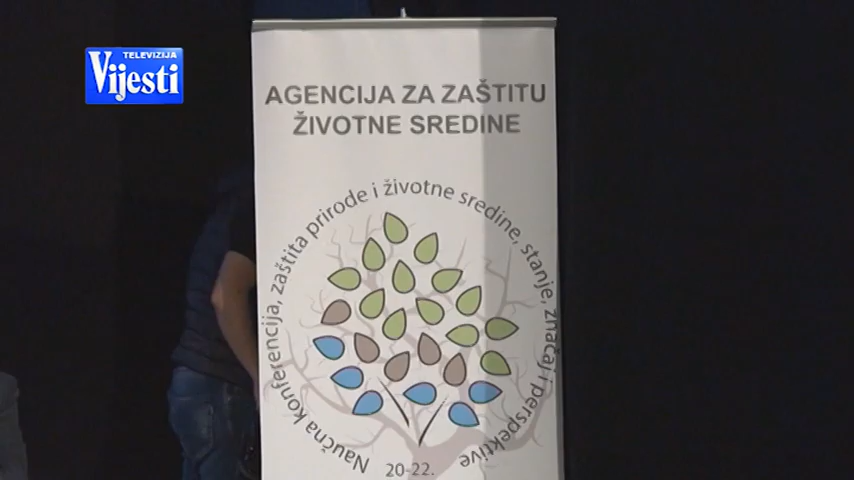 TELEVIZIJA
Vijesti
AGENCIJA ZA ZAŠTITU
ŽIVOTNE SREDINE
Naučna konferencija, zaštita prirode i životne sredine, stanje, značaj i perspektive
20-22.